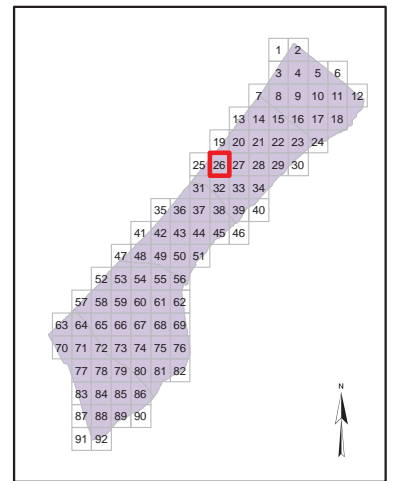 1 2
3 4 5 6
7 8 9 10 11 12
13 14 15 16 17 18
19 20 21 22 23 24
25 26 27 28 29 30
31 32 33 34
35 36 37 38 39 40
41 42 43 44 45 46
47 48 49 50 51
52 53 54 55 56
57 58 59 60 61 62
63 64 65 66 67 68 69
70 71 72 73 74 75 76
77 78 79 80 81 82
83 84 85 86
87 88 89 90
91 92
N